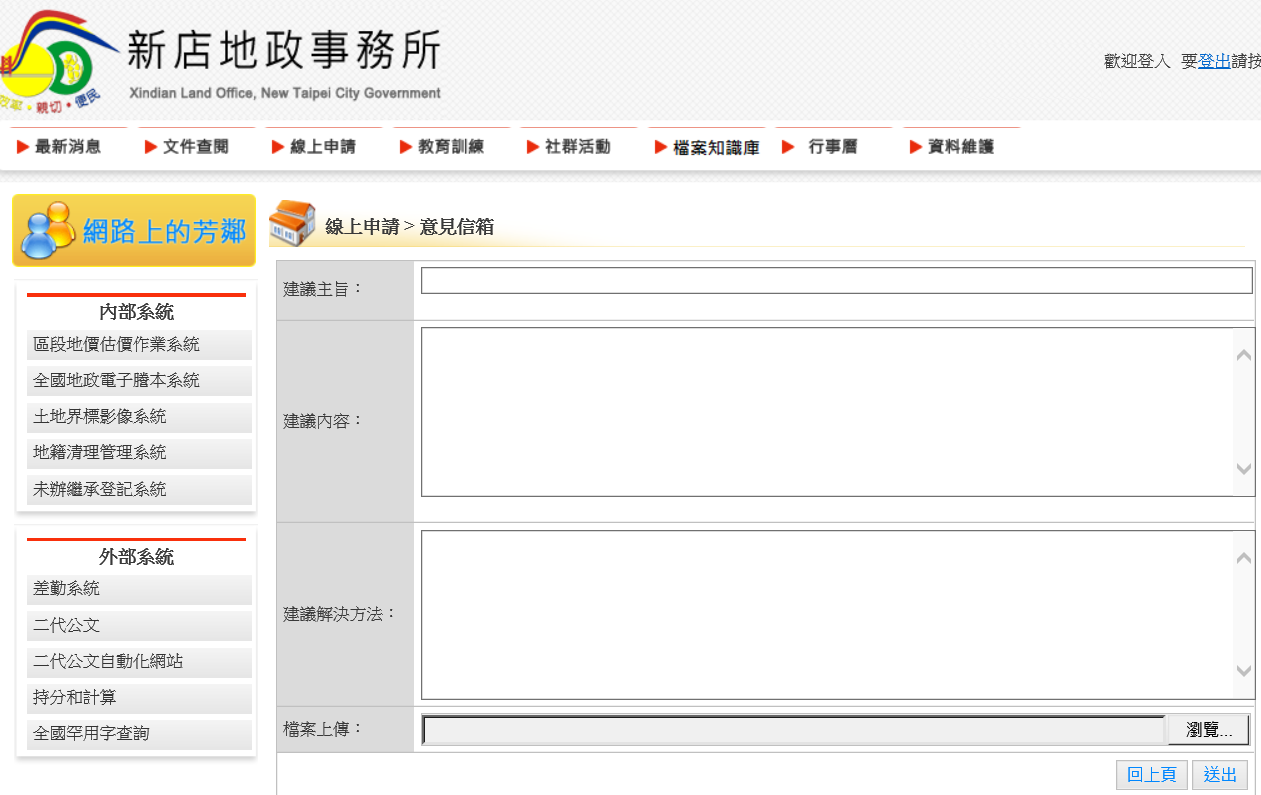 新店地政事務所
Xindian Land Office, New Taipei City Government
親切·便民
歡迎登入 要登出請按
最新消息 文件查閱 線上申請 教育訓練 社群活動 檔案知識庫 行事曆 資料維護
網路上的芳鄰
線上申請 > 意見信箱
內部系統
區段地價估價作業系統
全國地政電子謄本系統
土地界標影像系統
地籍清理管理系統
未辦繼承登記系統
外部系統
差勤系統
二代公文
二代公文自動化網站
持分和計算
全國罕用字查詢
建議主旨：
建議內容：
建議解決方法：
檔案上傳：
瀏覽...
回上頁 送出